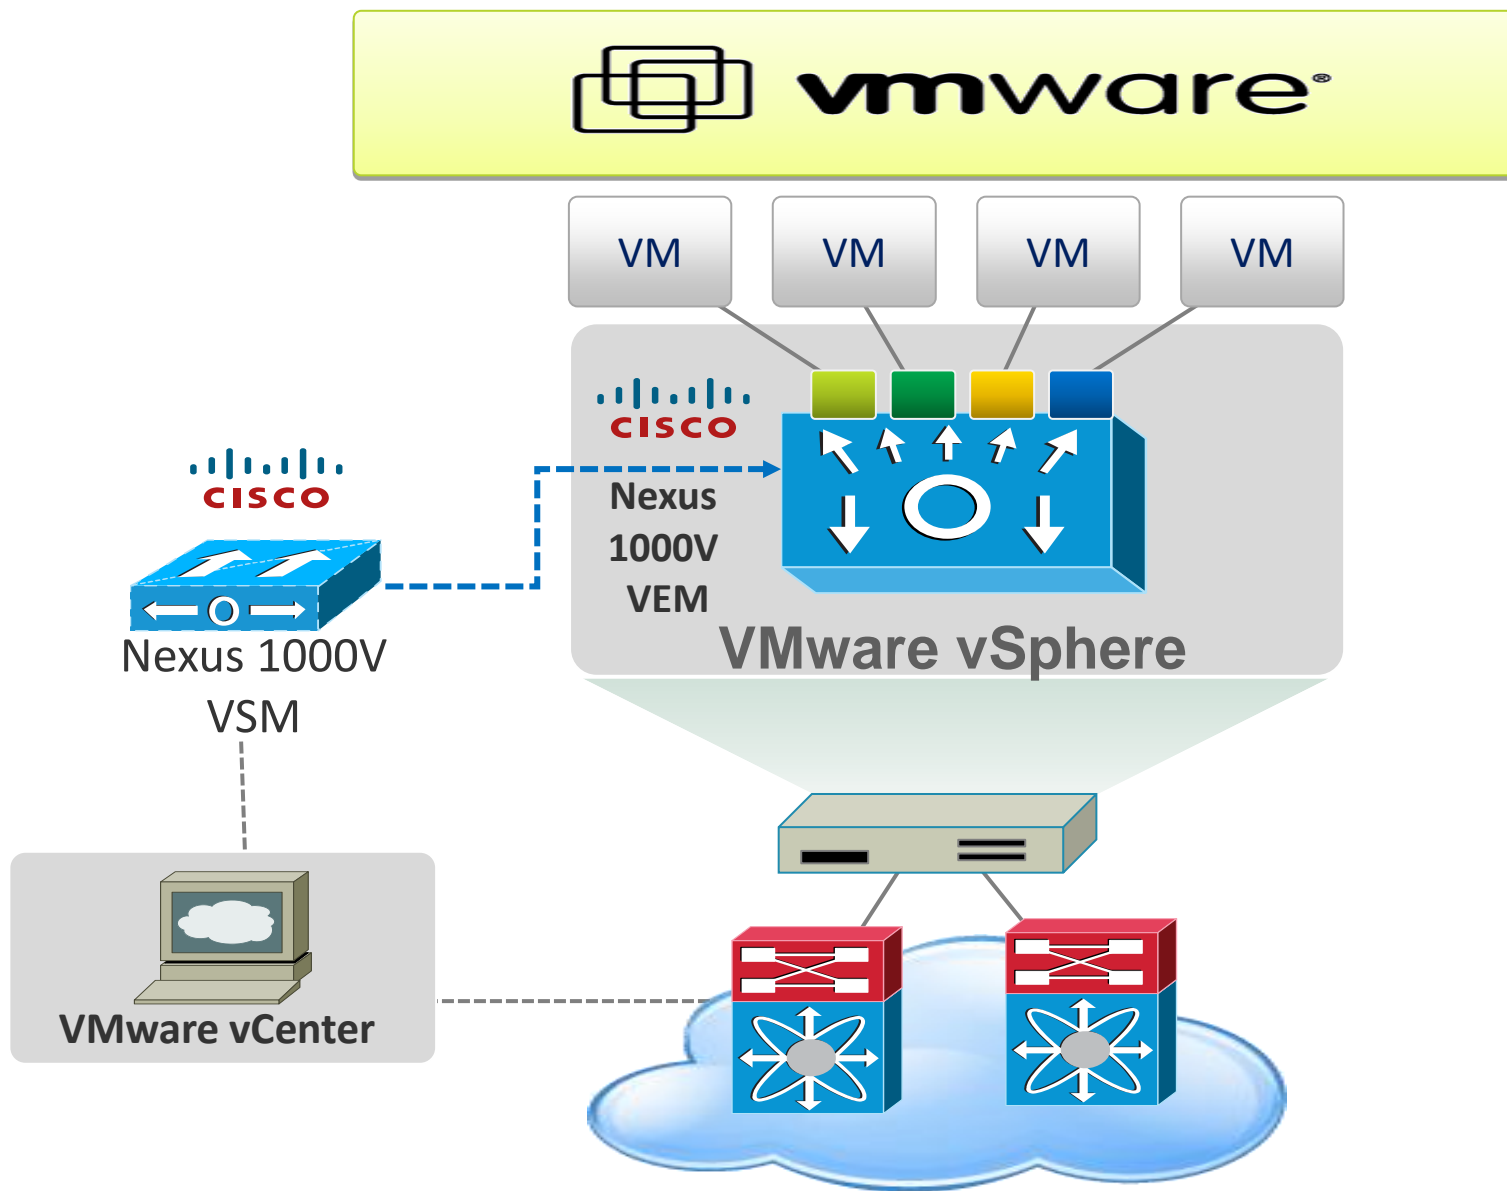 vmware®
VM VM VM VM
CISCO
Nexus
1000V
VEM
VMware vSphere
CISCO
Nexus 1000V
VSM
VMware vCenter